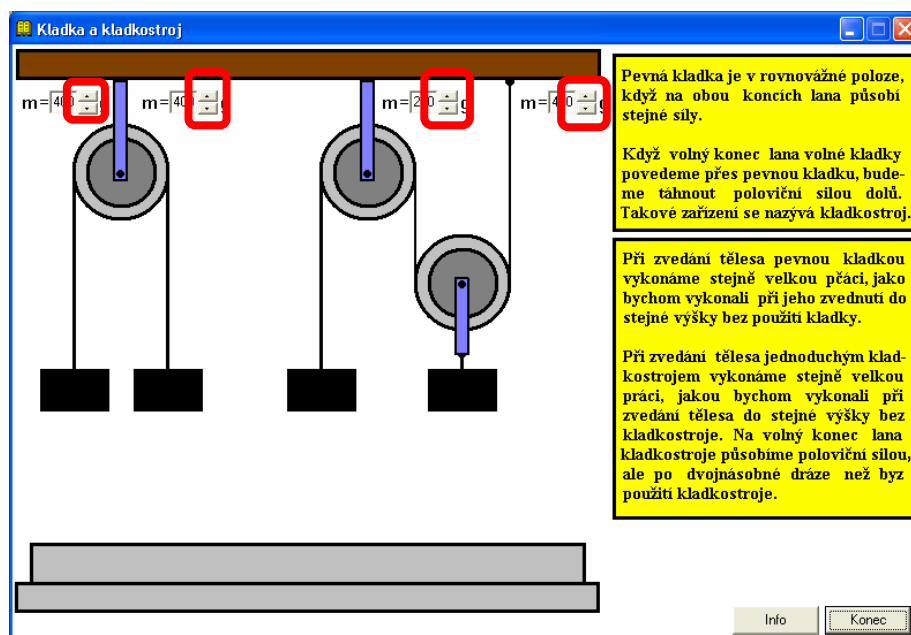 Kladka a kladkostroj
m= 400 m= 400 g m= 200 g m= 400 g
Pevná kladka je v rovnovážné poloze,
když na obou koncích lana působí
stejné síly.
Když volný konec lana volné kladky
povedeme přes pevnou kladku, bude-
me táhnout poloviční silou dolů.
Takové zařízení se nazývá kladkostroj.
Při zvedání tělesa pevnou kladkou
vykonáme stejně velkou pčáci, jako
bychom vykonali při jeho zvednutí do
stejné výšky bez použití kladky.
Při zvedání tělesa jednoduchým klad-
kostrojem vykonáme stejně velkou
práci, jakou bychom vykonali při
zvedání tělesa do stejné výšky bez
kladkostroje. Na volný konec lana
kladkostroje působíme poloviční silou,
ale po dvojnásobné dráze než byz
použití kladkostroje.
Info
Konec